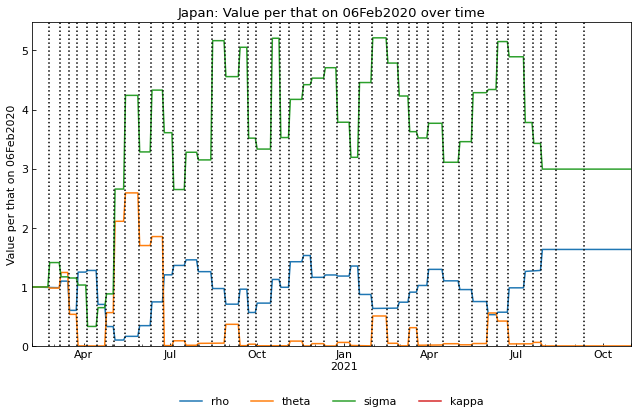 Japan: Value per that on 06Feb2020 over time
Value per that on 06Feb2020
5
4
3
2
1
0
Apr Jul Oct Jan Apr Jul Oct
2021
rho theta sigma kappa